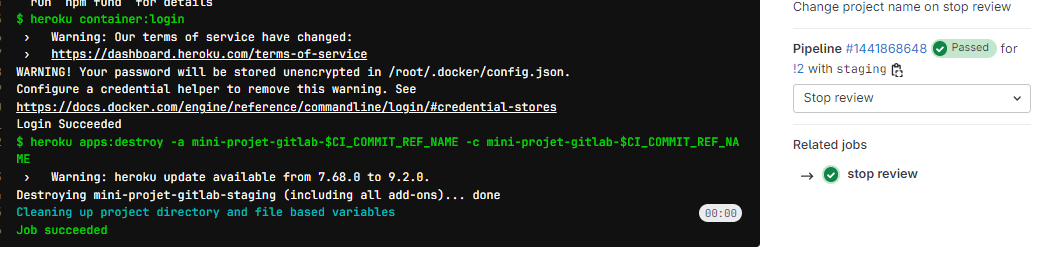 run `npm fund` for details
$ heroku container:login
› Warning: Our terms of service have changed:
› https://dashboard.heroku.com/terms-of-service
WARNING! Your password will be stored unencrypted in /root/.docker/config.json.
Configure a credential helper to remove this warning. See
https://docs.docker.com/engine/reference/commandline/login/#credential-stores
Login Succeeded
$ heroku apps:destroy -a mini-projet-gitlab-$CI_COMMIT_REF_NAME -c mini-projet-gitlab-$CI_COMMIT_REF_NA
ME
› Warning: heroku update available from 7.68.0 to 9.2.0.
Destroying mini-projet-gitlab-staging (including all add-ons)... done
Cleaning up project directory and file based variables 00:00
Job succeeded
Change project name on stop review
Pipeline #1441868648 Passed for
!2 with staging
Stop review
Related jobs
→ stop review